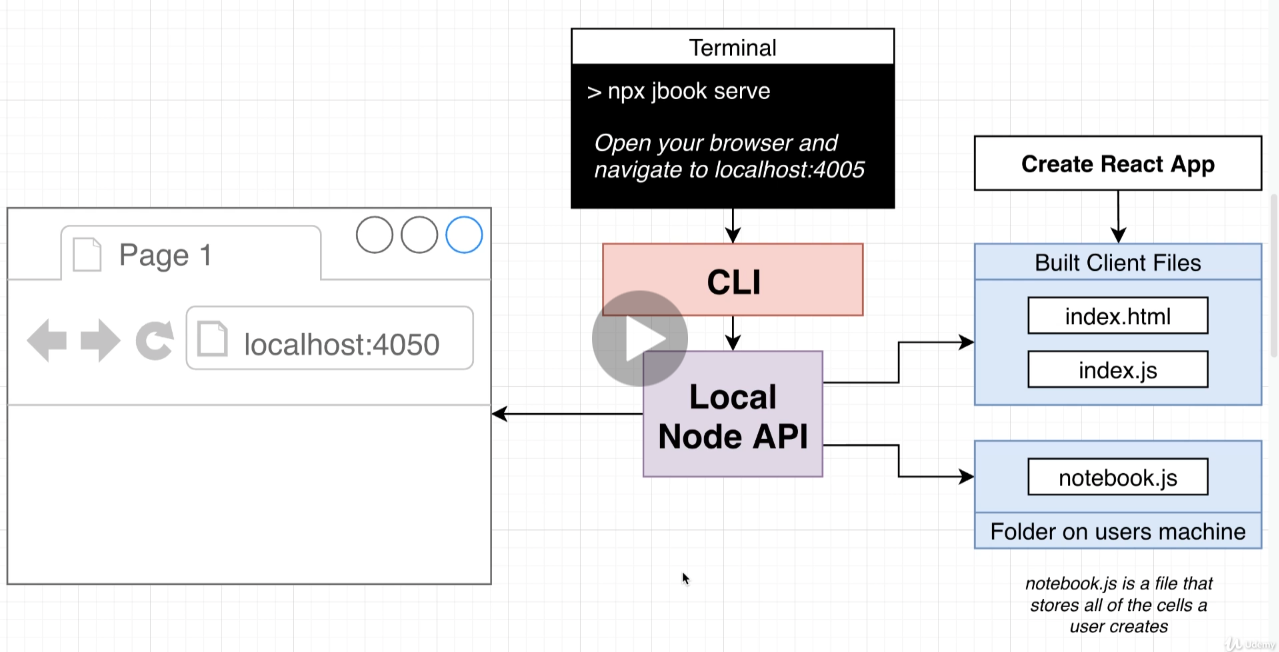 Terminal
> npx jbook serve
Open your browser and
navigate to localhost:4005
Create React App
Page 1
localhost:4050
CLI
Local
Node API
Built Client Files
index.html
index.js
notebook.js
Folder on users machine
notebook.js is a file that
stores all of the cells a
user creates
Udemy